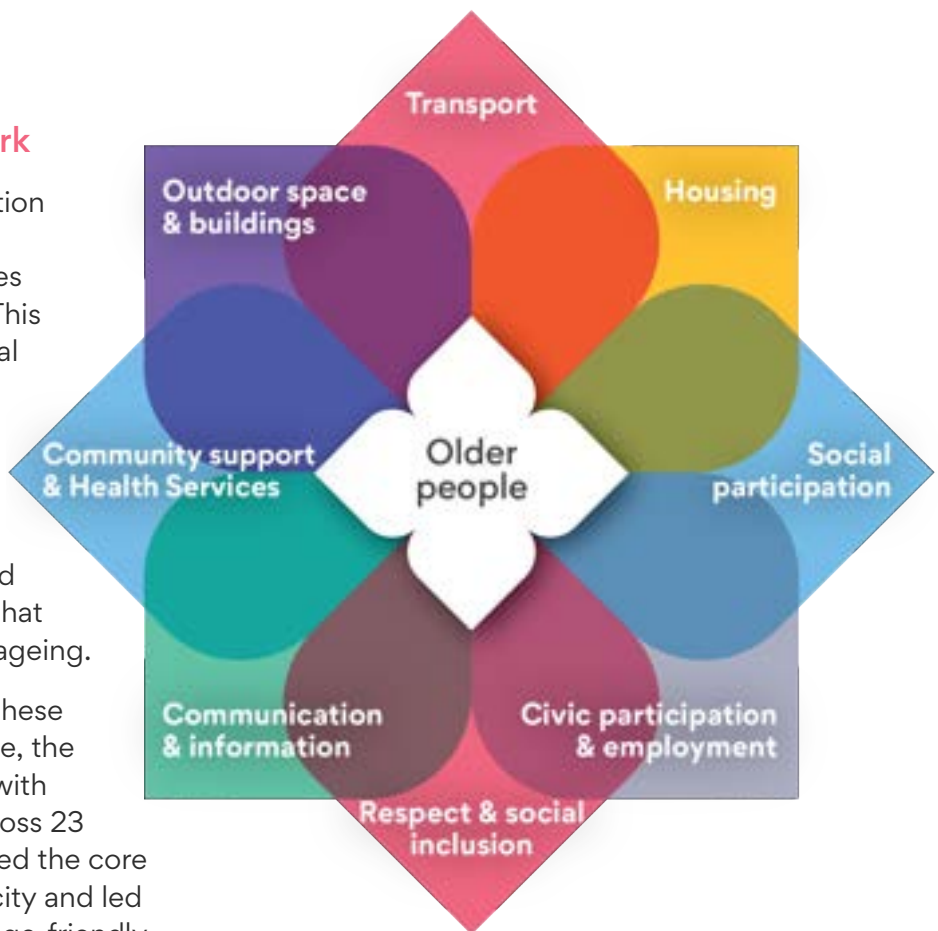 Transport
rk
Outdoor space
& buildings
Housing
tion
es
This
al
Community support
& Health Services
Older
people
Social
participation
d
hat
ageing.
Communication
& information
Civic participation
& employment
hese
e, the
with
oss 23
Respect & social
inclusion
ed the core
city and led
ge-friendly